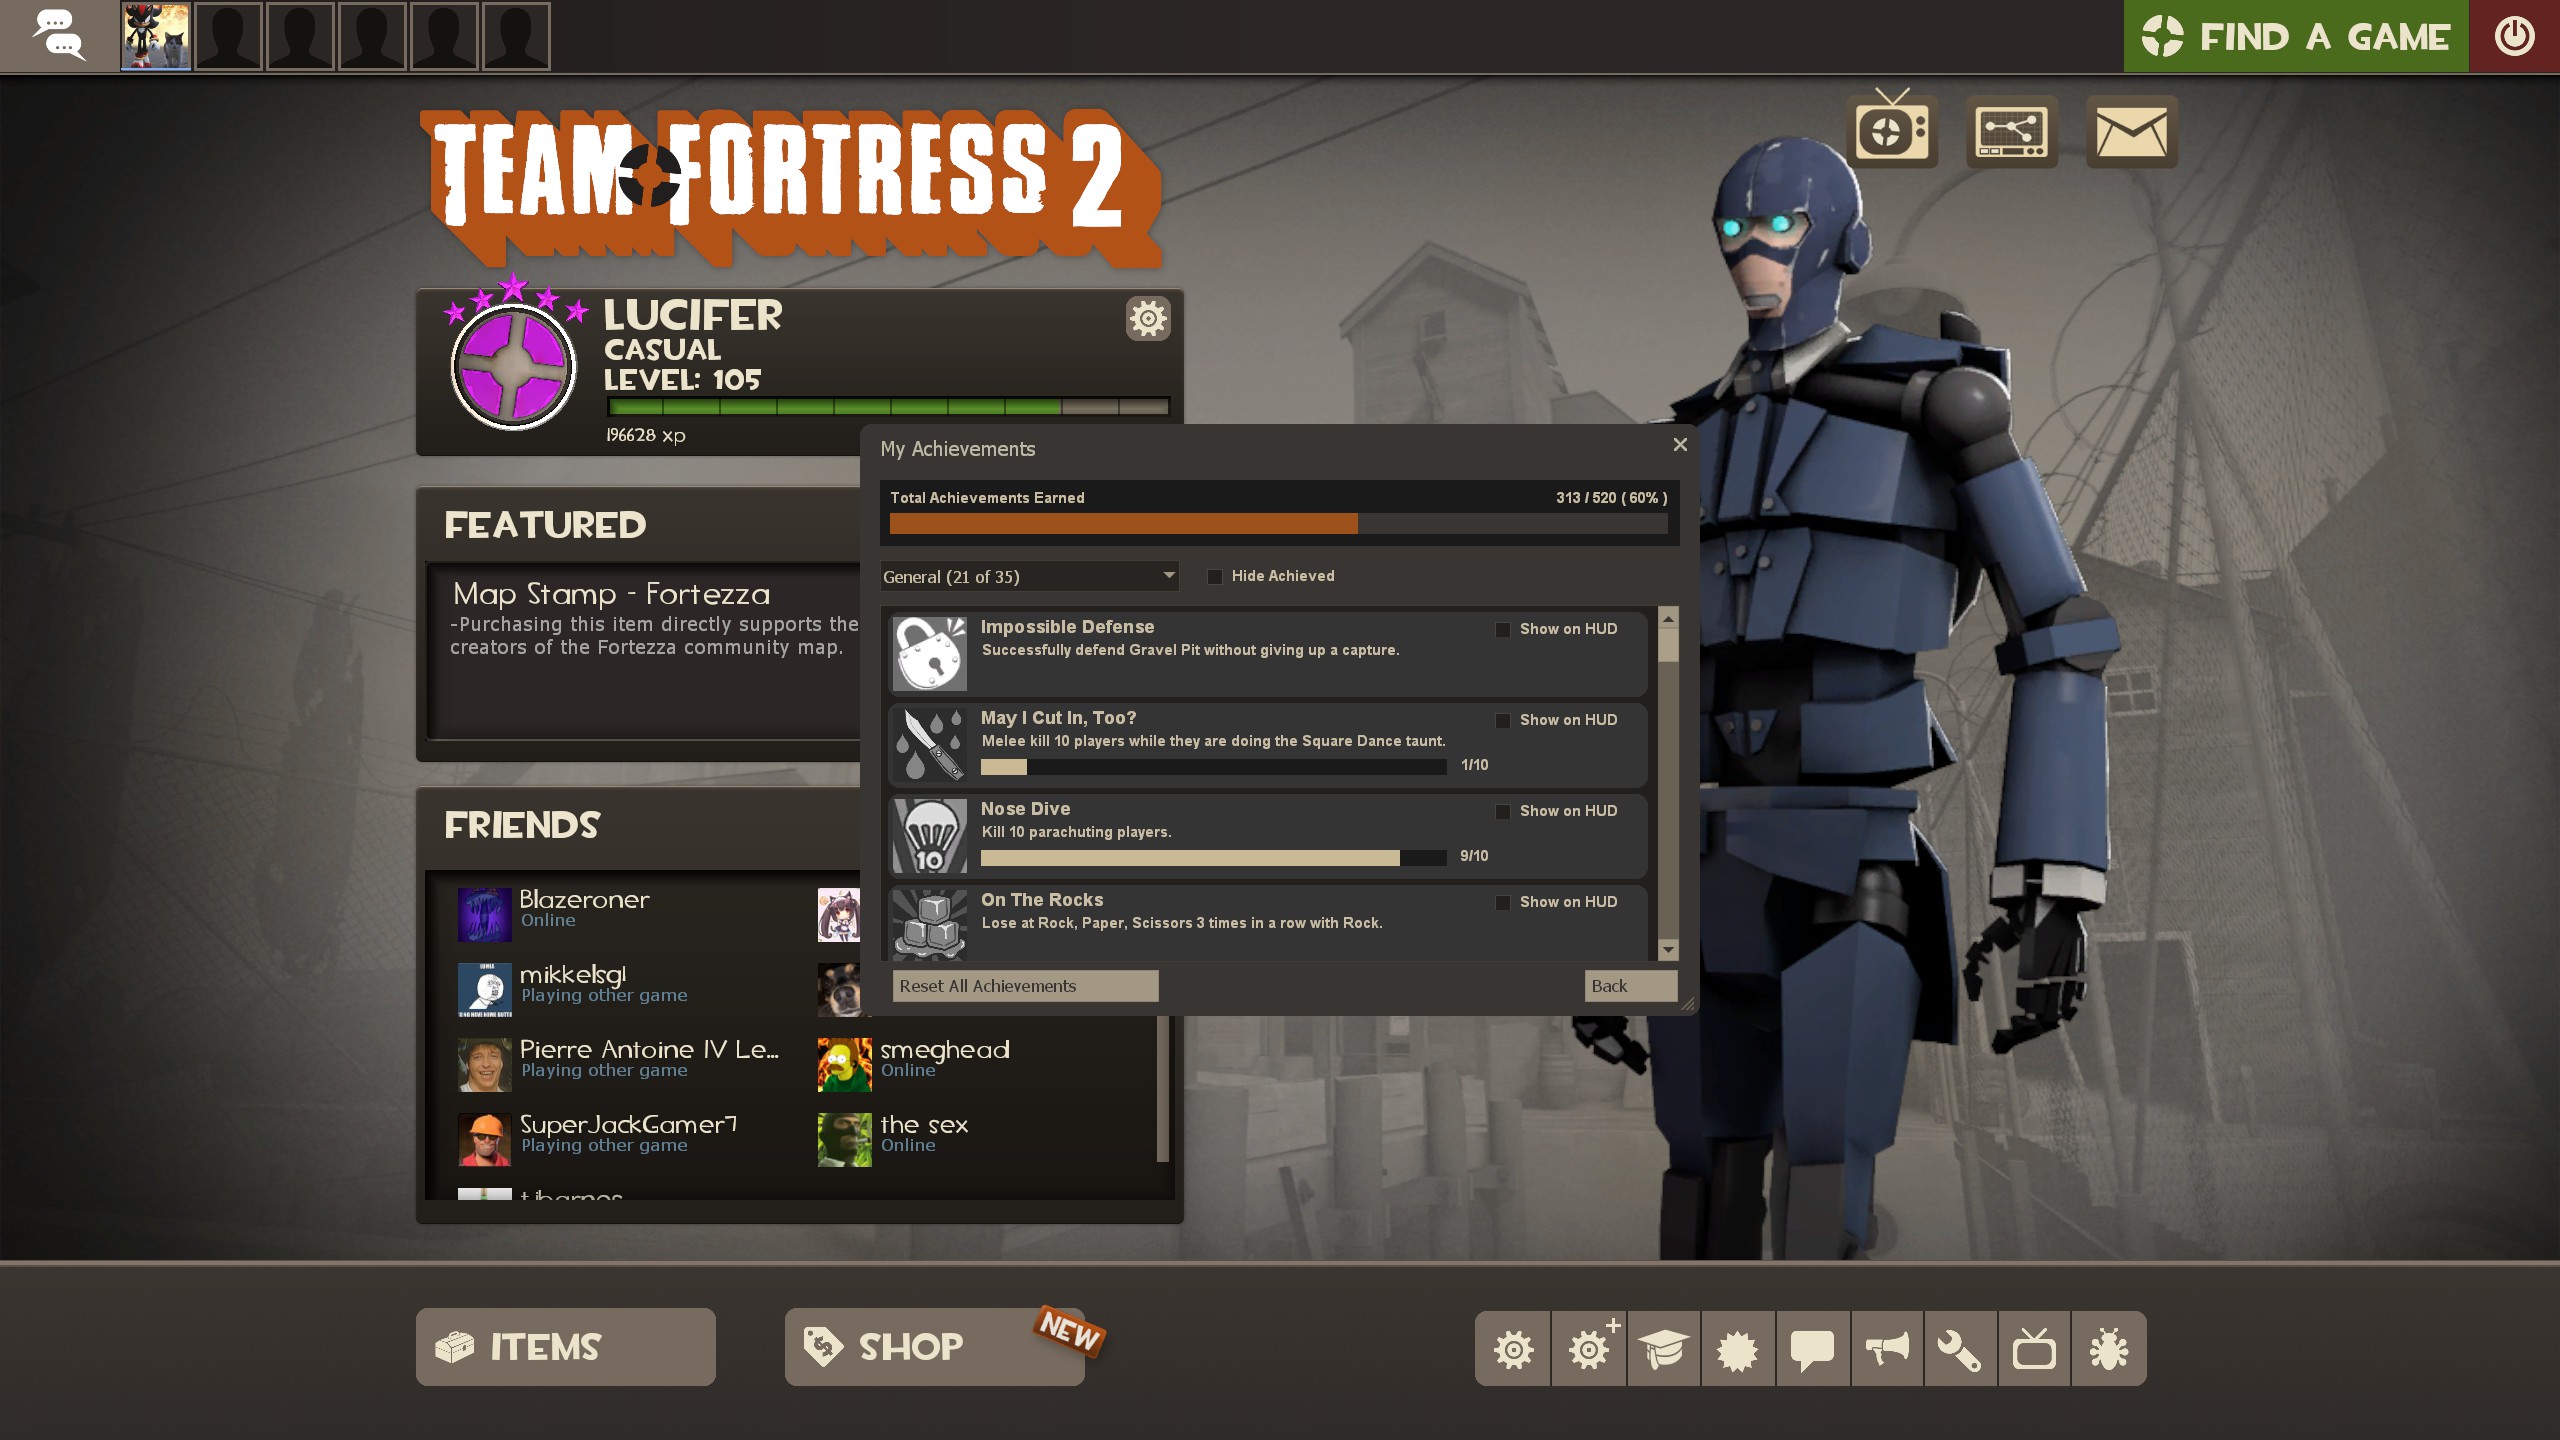 FIND A GAME
TEAM FORTRESS 2
LUCIFER
CASUAL
LEVEL: 105
196628 xp
FEATURED
Map Stamp - Fortezza
-Purchasing this item directly supports the
creators of the Fortezza community map.
My Achievements
Total Achievements Earned
313 / 520 ( 60% )
General (21 of 35)
Hide Achieved
Impossible Defense
Show on HUD
Successfully defend Gravel Pit without giving up a capture.
May I Cut In, Too?
Show on HUD
Melee kill 10 players while they are doing the Square Dance taunt.
1/10
Nose Dive
Show on HUD
Kill 10 parachuting players.
10
9/10
On The Rocks
Show on HUD
Lose at Rock, Paper, Scissors 3 times in a row with Rock.
Reset All Achievements
Back
FRIENDS
Blazeroner
Online
mikkelsgl
Playing other game
Pierre Antoine IV Le...
Playing other game
smeghead
Online
SuperJackGamer7
Playing other game
the sex
Online
ITEMS
SHOP
NEW